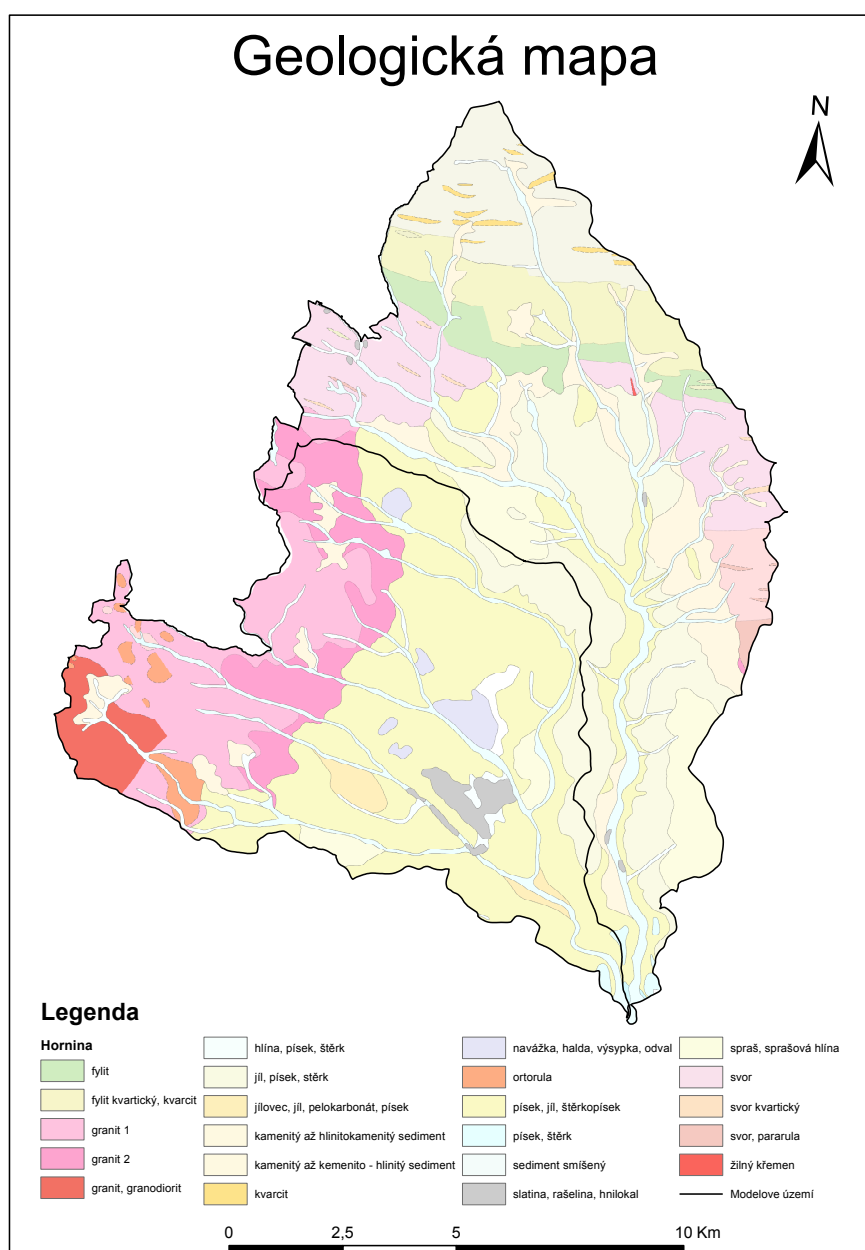 Geologická mapa
N
Legenda
Hornina
fylit
fylit kvartický, kvarcit
granit 1
granit 2
granit, granodiorit
hlína, písek, štěrk
jíl, písek, stěrk
jílovec, jíl, pelokarbonát, písek
kamenitý až hlinitokamenitý sediment
kamenitý až kemenito - hlinitý sediment
kvarcit
navážka, halda, výsypka, odval
ortorula
písek, jíl, štěrkopísek
písek, štěrk
sediment smíšený
slatina, rašelina, hnilokal
spraš, sprašová hlína
svor
svor kvartický
svor, pararula
žilný křemen
Modelove území
0 2,5 5 10 Km